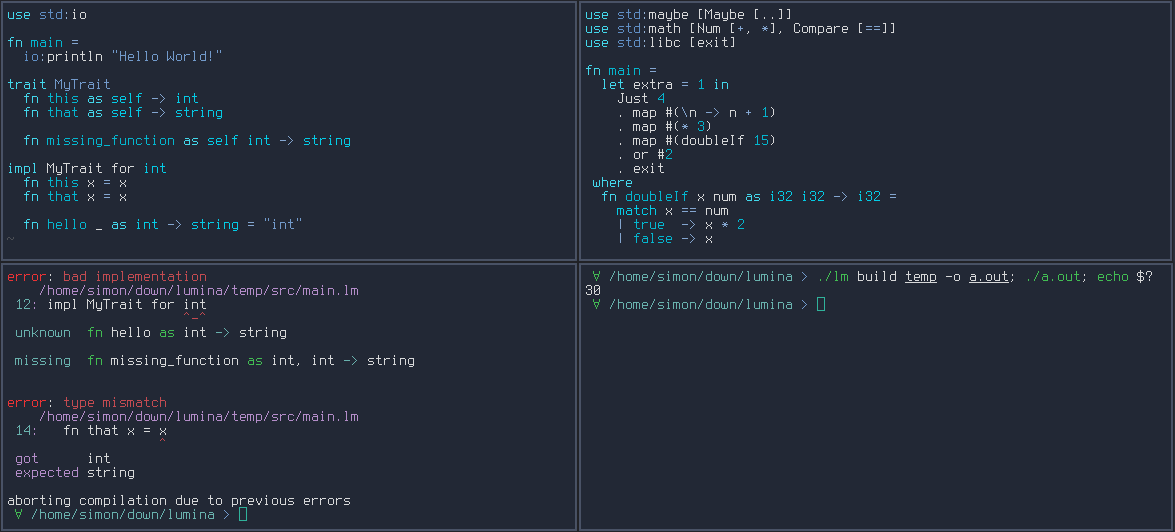 use std:io

fn main =
  io:println "Hello World!"

trait MyTrait
  fn this as self -> int
  fn that as self -> string

  fn missing_function as self int -> string

impl MyTrait for int
  fn this x = x
  fn that x = x

  fn hello _ as int -> string = "int"
~
use std:maybe [Maybe [..]]
use std:math [Num [+, *], Compare [==]]
use std:libc [exit]

fn main =
  let extra = 1 in
    Just 4
    . map #(\n -> n + 1)
    . map #(* 3)
    . map #(doubleIf 15)
    . or #2
    . exit
 where
  fn doubleIf x num as i32 i32 -> i32 =
    match x == num
    | true  -> x * 2
    | false -> x
error: bad implementation
    /home/simon/down/lumina/temp/src/main.lm
 12: impl MyTrait for int
                      ^_^
 unknown  fn hello as int -> string

 missing  fn missing_function as int, int -> string


error: type mismatch
    /home/simon/down/lumina/temp/src/main.lm
 14:   fn that x = x
                   ^
 got      int
 expected string

aborting compilation due to previous errors
 ∀ /home/simon/down/lumina >
 ∀ /home/simon/down/lumina > ./lm build temp -o a.out; ./a.out; echo $?
30
 ∀ /home/simon/down/lumina >